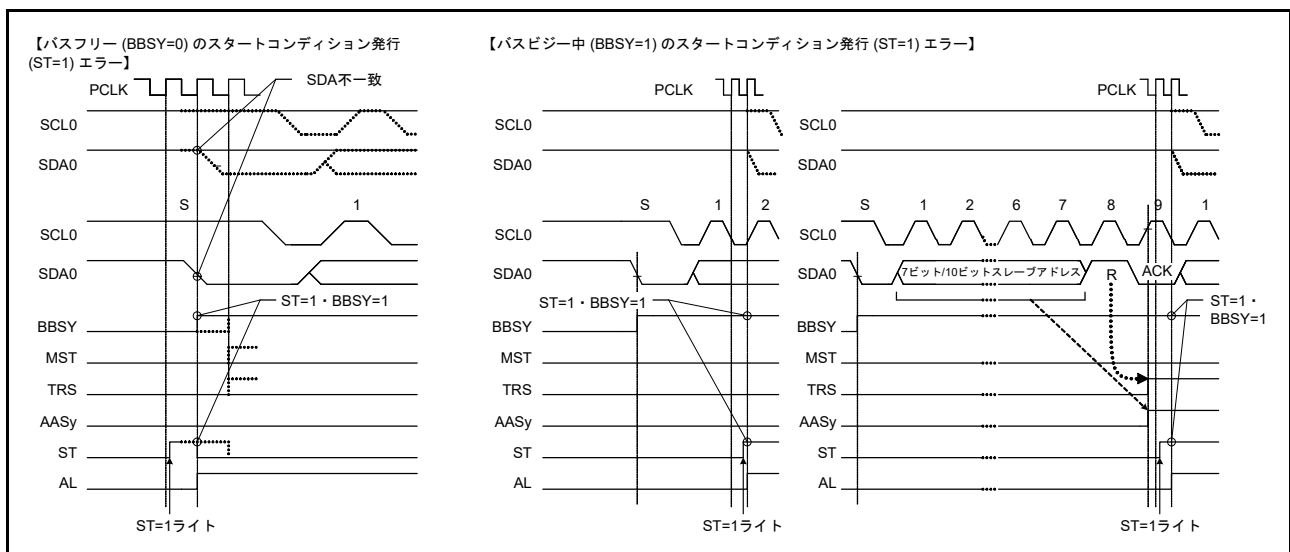 【バスフリー (BBSY=0) のスタートコンディション発行
(ST=1) エラー】
PCLK
SDA不一致
SCL0
SDA0
S 1
SCL0
SDA0
ST=1・BBSY=1
BBSY
MST
TRS
AASy
ST
AL
ST=1ライト
【バスビジー中 (BBSY=1) のスタートコンディション発行 (ST=1) エラー】
PCLK
SCL0
SDA0
S 1 2
SCL0
SDA0
ST=1・BBSY=1
BBSY
MST
TRS
AASy
ST
AL
ST=1ライト
PCLK
SCL0
SDA0
S 1 2 6 7 8 9 1
SCL0
SDA0
7ビット/10ビットスレーブアドレス
R
ACK
ST=1・
BBSY=1
BBSY
MST
TRS
AASy
ST
AL
ST=1ライト